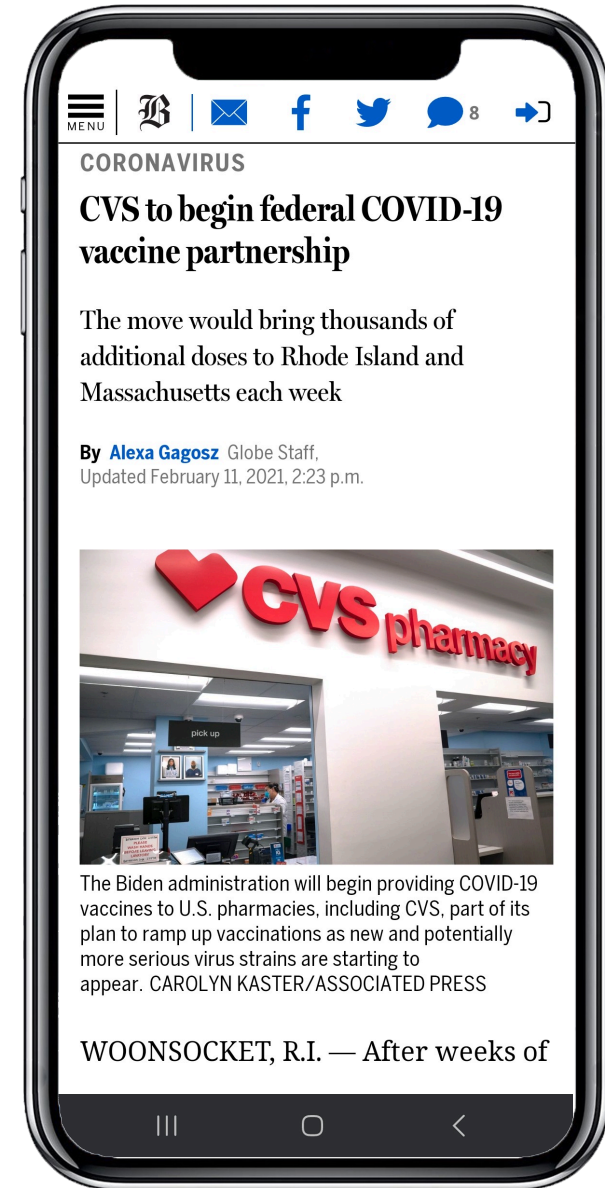 MENU
B
8
CORONAVIRUS
CVS to begin federal COVID-19
vaccine partnership
The move would bring thousands of
additional doses to Rhode Island and
Massachusetts each week
By Alexa Gagosz Globe Staff,
Updated February 11, 2021, 2:23 p.m.
CVS pharmacy
pick up
PLEASE
The Biden administration will begin providing COVID-19
vaccines to U.S. pharmacies, including CVS, part of its
plan to ramp up vaccinations as new and potentially
more serious virus strains are starting to
appear. CAROLYN KASTER/ASSOCIATED PRESS
WOONSOCKET, R.I. — After weeks of